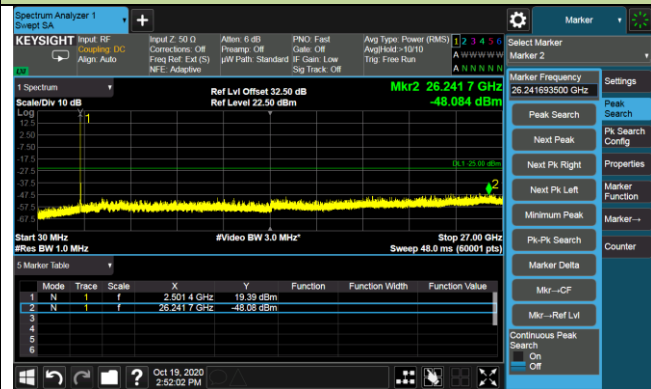 Spectrum Analyzer 1
Swept SA
+
Marker
KEYSIGHT
Input: RF
Coupling: DC
Align: Auto
Input Z: 50 Ω
Corrections: Off
Freq Ref: Ext (S)
NFE: Adaptive
Atten: 6 dB
Preamp: Off
µW Path: Standard
PNO: Fast
Gate: Off
IF Gain: Low
Sig Track: Off
Avg Type: Power (RMS)
Avg|Hold:>10/10
Trig: Free Run
1 2 3 4 5 6
A W W W W W
A N N N N N
Select Marker
Marker 2
Marker Frequency
26.241693500 GHz
Settings
Peak Search
Peak
Search
Next Peak
Pk Search
Config
Next Pk Right
Properties
Next Pk Left
Marker
Function
Minimum Peak
Marker→
Pk-Pk Search
Counter
Marker Delta
Mkr→CF
Mkr→Ref Lvl
Continuous Peak
Search
On
Off
1 Spectrum
Scale/Div 10 dB
Log
Ref Lvl Offset 32.50 dB
Ref Level 22.50 dBm
Mkr2 26.241 7 GHz
-48.084 dBm
12.5
2.50
-7.50
-17.5
-27.5
-37.5
-47.5
-57.5
-67.5
1
DL1 -25.00 dBm
2
Start 30 MHz
#Res BW 1.0 MHz
#Video BW 3.0 MHz*
Stop 27.00 GHz
Sweep 48.0 ms (60001 pts)
5 Marker Table
Mode Trace Scale X Y Function Function Width Function Value
1 N 1 f 2.501 4 GHz 19.39 dBm
2 N 1 f 26.241 7 GHz -48.08 dBm
3
4
5
6
?
Oct 19, 2020
2:52:02 PM